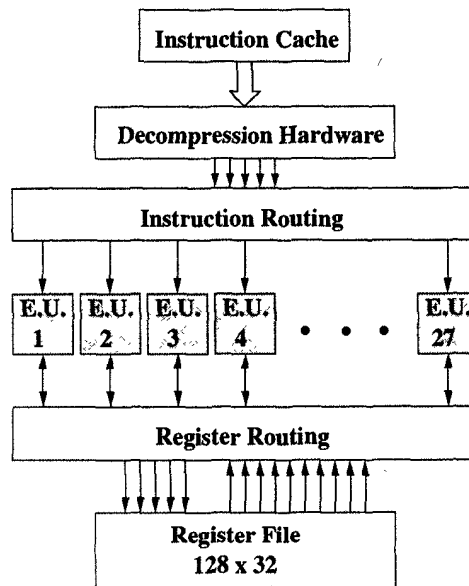 Instruction Cache
Decompression Hardware
Instruction Routing
E.U. E.U. E.U. E.U. E.U.
1 2 3 4 • • • 27
Register Routing
Register File
128 x 32